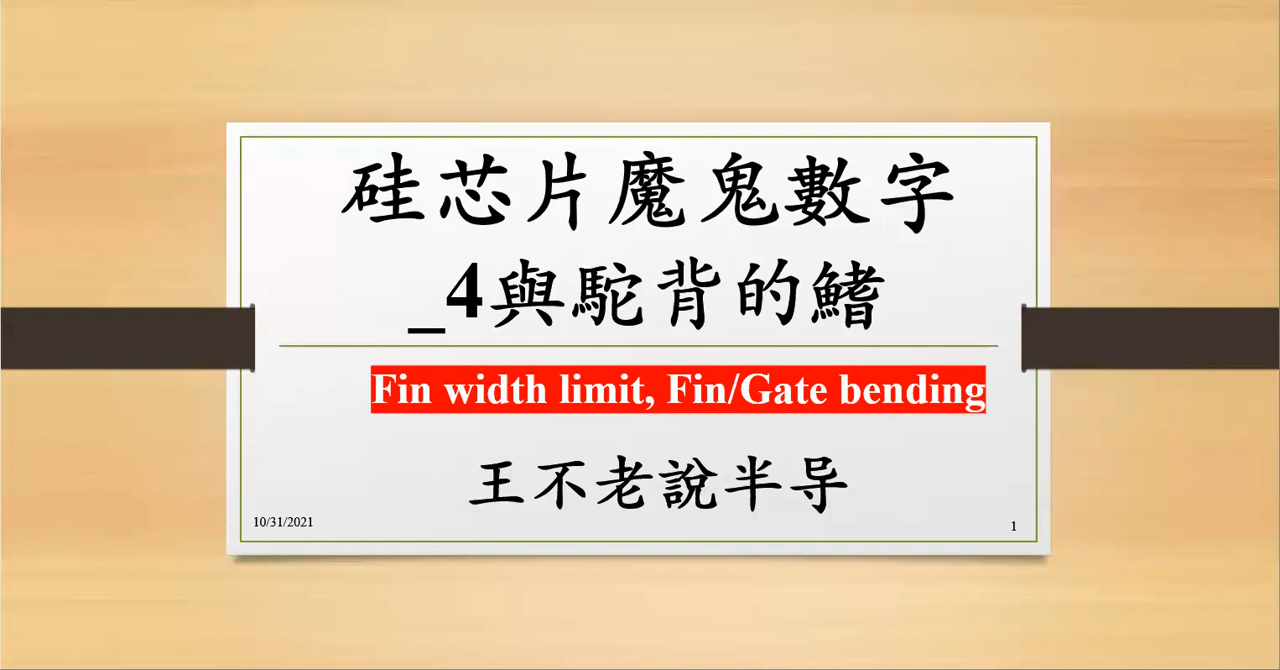 硅芯片魔鬼數字
_4與駝背的鰭
Fin width limit, Fin/Gate bending
王不老說半导
10/31/2021
1